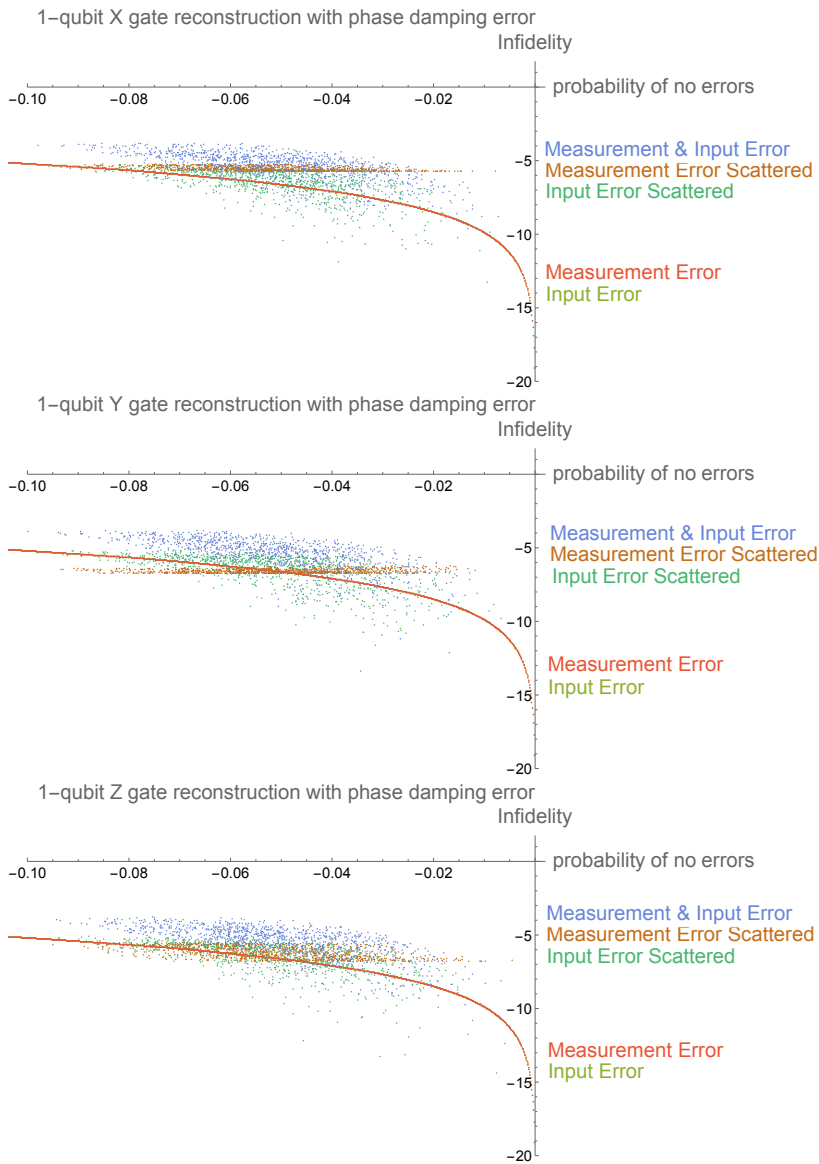 1−qubit X gate reconstruction with phase damping error
Infidelity
probability of no errors
−0.10 −0.08 −0.06 −0.04 −0.02
Measurement & Input Error
−5
Measurement Error Scattered
Input Error Scattered
−10
Measurement Error
Input Error
−15
−20
1−qubit Y gate reconstruction with phase damping error
Infidelity
probability of no errors
−0.10 −0.08 −0.06 −0.04 −0.02
Measurement & Input Error
−5
Measurement Error Scattered
Input Error Scattered
−10
Measurement Error
Input Error
−15
−20
1−qubit Z gate reconstruction with phase damping error
Infidelity
probability of no errors
−0.10 −0.08 −0.06 −0.04 −0.02
Measurement & Input Error
−5
Measurement Error Scattered
Input Error Scattered
−10
Measurement Error
Input Error
−15
−20